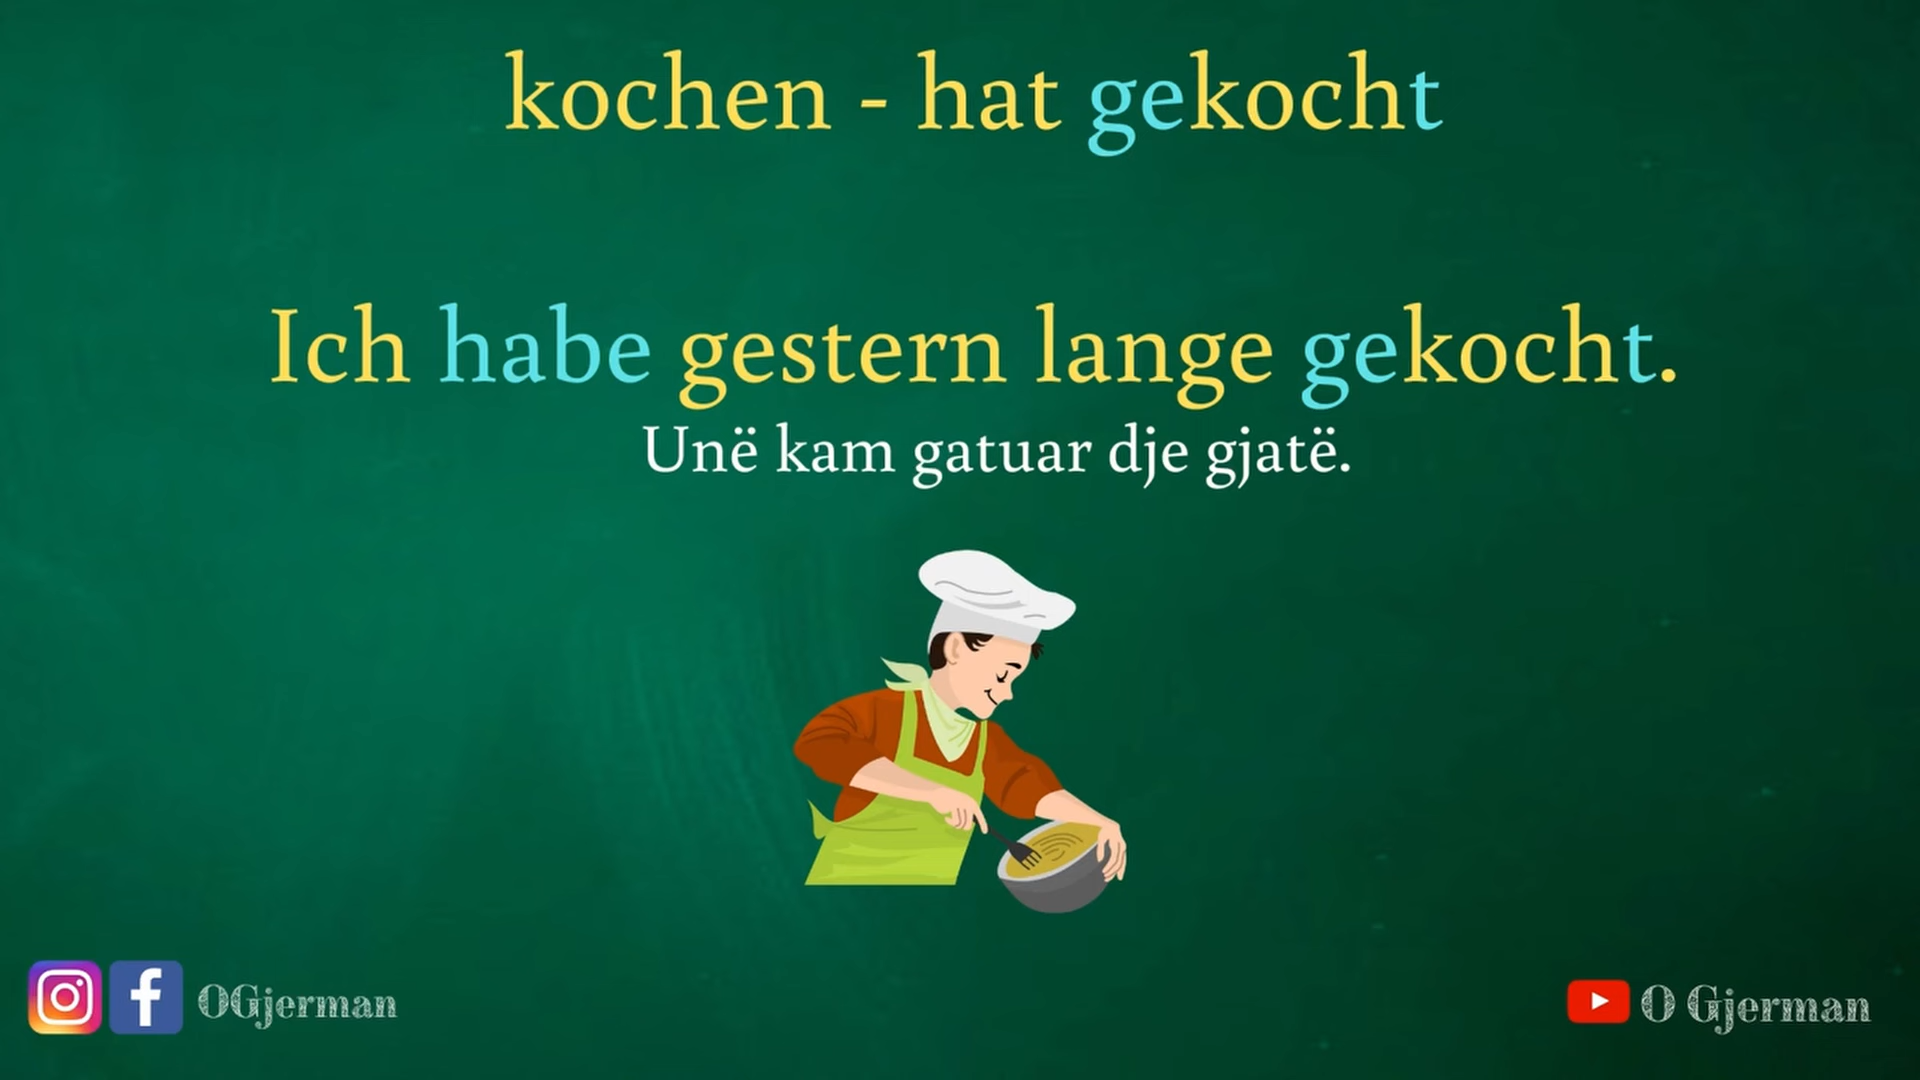 kochen - hat gekocht
Ich habe gestern lange gekocht.
Unë kam gatuar dje gjatë.
OGjerman
O Gjerman